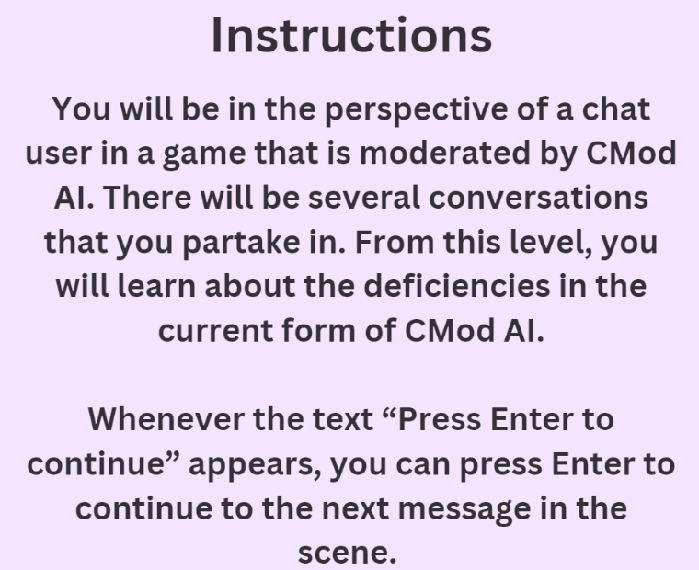 Instructions
You will be in the perspective of a chat
user in a game that is moderated by CMod
AI. There will be several conversations
that you partake in. From this level, you
will learn about the deficiencies in the
current form of CMod AI.
Whenever the text “Press Enter to
continue” appears, you can press Enter to
continue to the next message in the
scene.